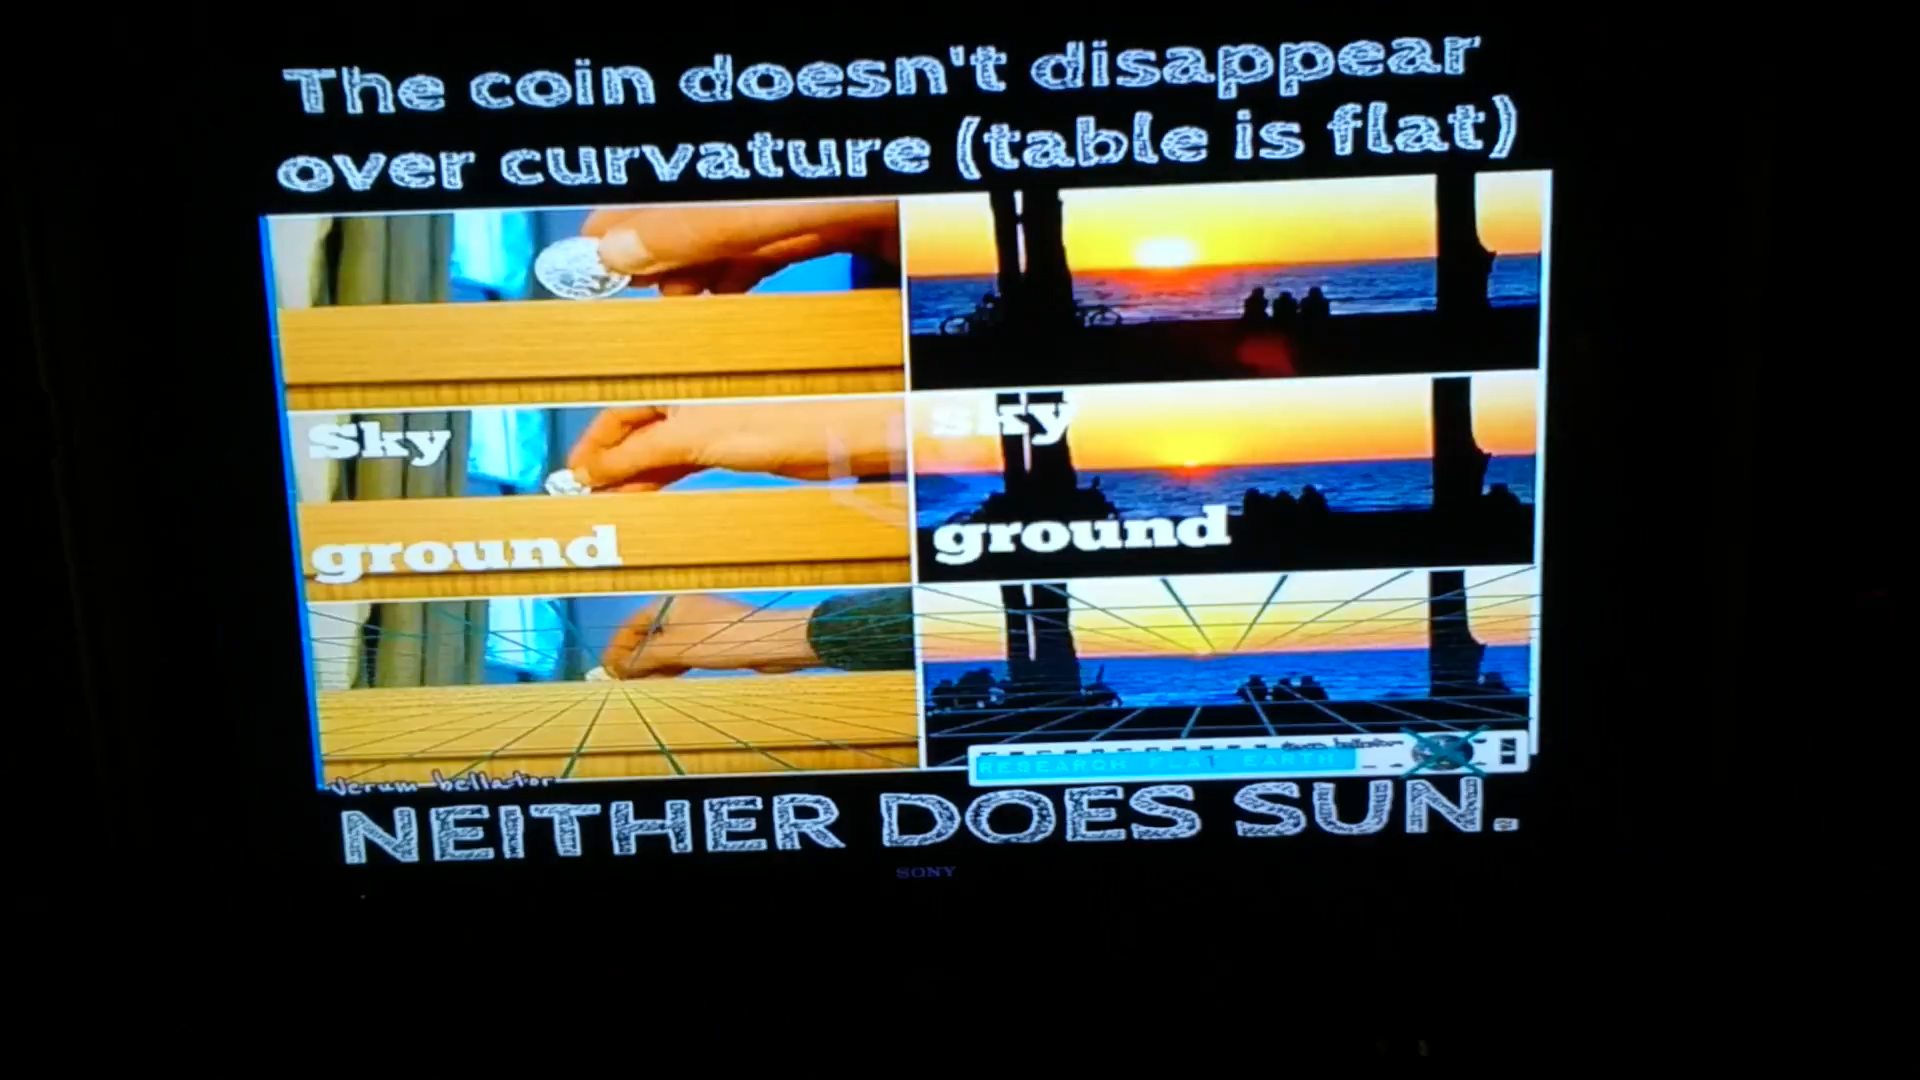 The coin doesn't disappear
over curvature (table is flat)
Sky
sky
ground
ground
verum bellator
RESEARCH FLAT EARTH
NEITHER DOES SUN.
SONY